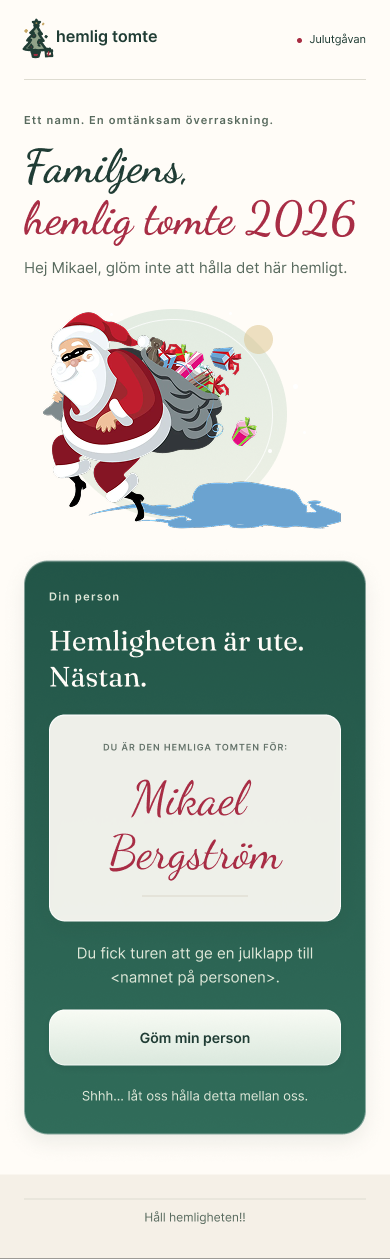 hemlig tomte
Julutgåvan
Ett namn. En omtänksam överraskning.
Familjens,
hemlig tomte 2026
Hej Mikael, glöm inte att hålla det här hemligt.
Din person
Hemligheten är ute.
Nästan.
DU ÄR DEN HEMLIGA TOMTEN FÖR:
Mikael
Bergström
Du fick turen att ge en julklapp till
<namnet på personen>.
Göm min person
Shhh... låt oss hålla detta mellan oss.
Håll hemligheten!!